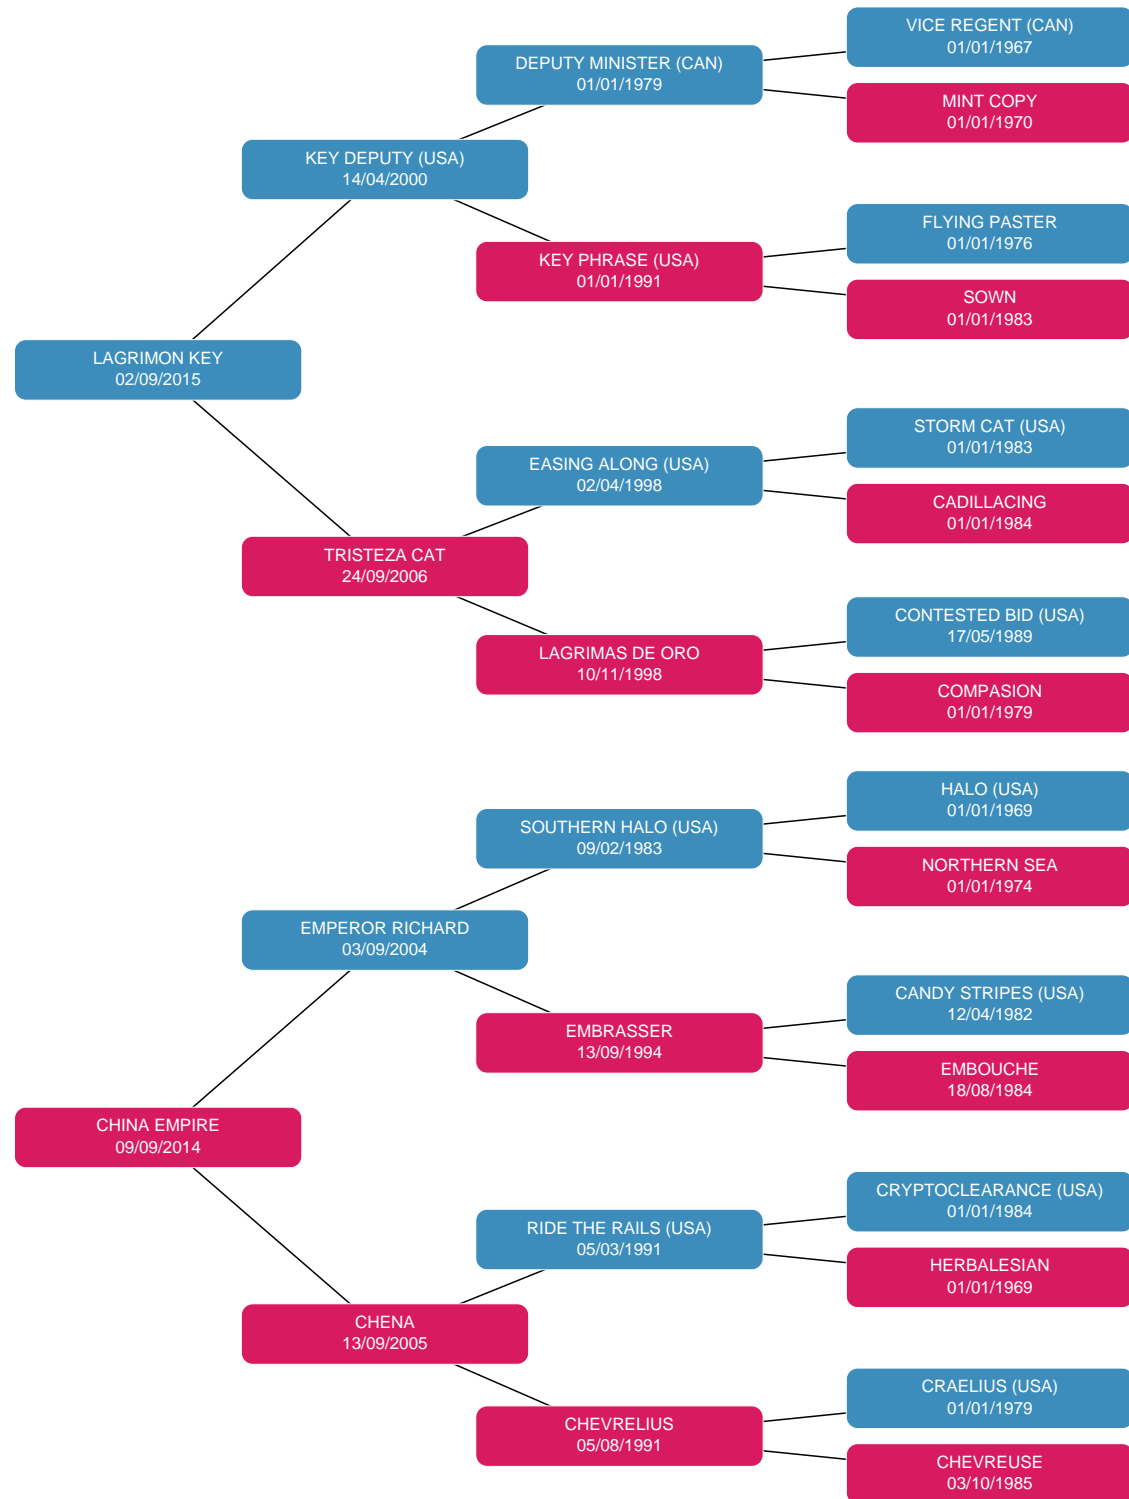 VICE REGENT (CAN)
01/01/1967
DEPUTY MINISTER (CAN)
01/01/1979
MINT COPY
01/01/1970
KEY DEPUTY (USA)
14/04/2000
FLYING PASTER
01/01/1976
KEY PHRASE (USA)
01/01/1991
SOWN
01/01/1983
LAGRIMON KEY
02/09/2015
STORM CAT (USA)
01/01/1983
EASING ALONG (USA)
02/04/1998
CADILLACING
01/01/1984
TRISTEZA CAT
24/09/2006
CONTESTED BID (USA)
17/05/1989
LAGRIMAS DE ORO
10/11/1998
COMPASION
01/01/1979
HALO (USA)
01/01/1969
SOUTHERN HALO (USA)
09/02/1983
NORTHERN SEA
01/01/1974
EMPEROR RICHARD
03/09/2004
CANDY STRIPES (USA)
12/04/1982
EMBRASSER
13/09/1994
EMBOUCHE
18/08/1984
CHINA EMPIRE
09/09/2014
CRYPTOCLEARANCE (USA)
01/01/1984
RIDE THE RAILS (USA)
05/03/1991
HERBALESIAN
01/01/1969
CHENA
13/09/2005
CRAELIUS (USA)
01/01/1979
CHEVRELIUS
05/08/1991
CHEVREUSE
03/10/1985